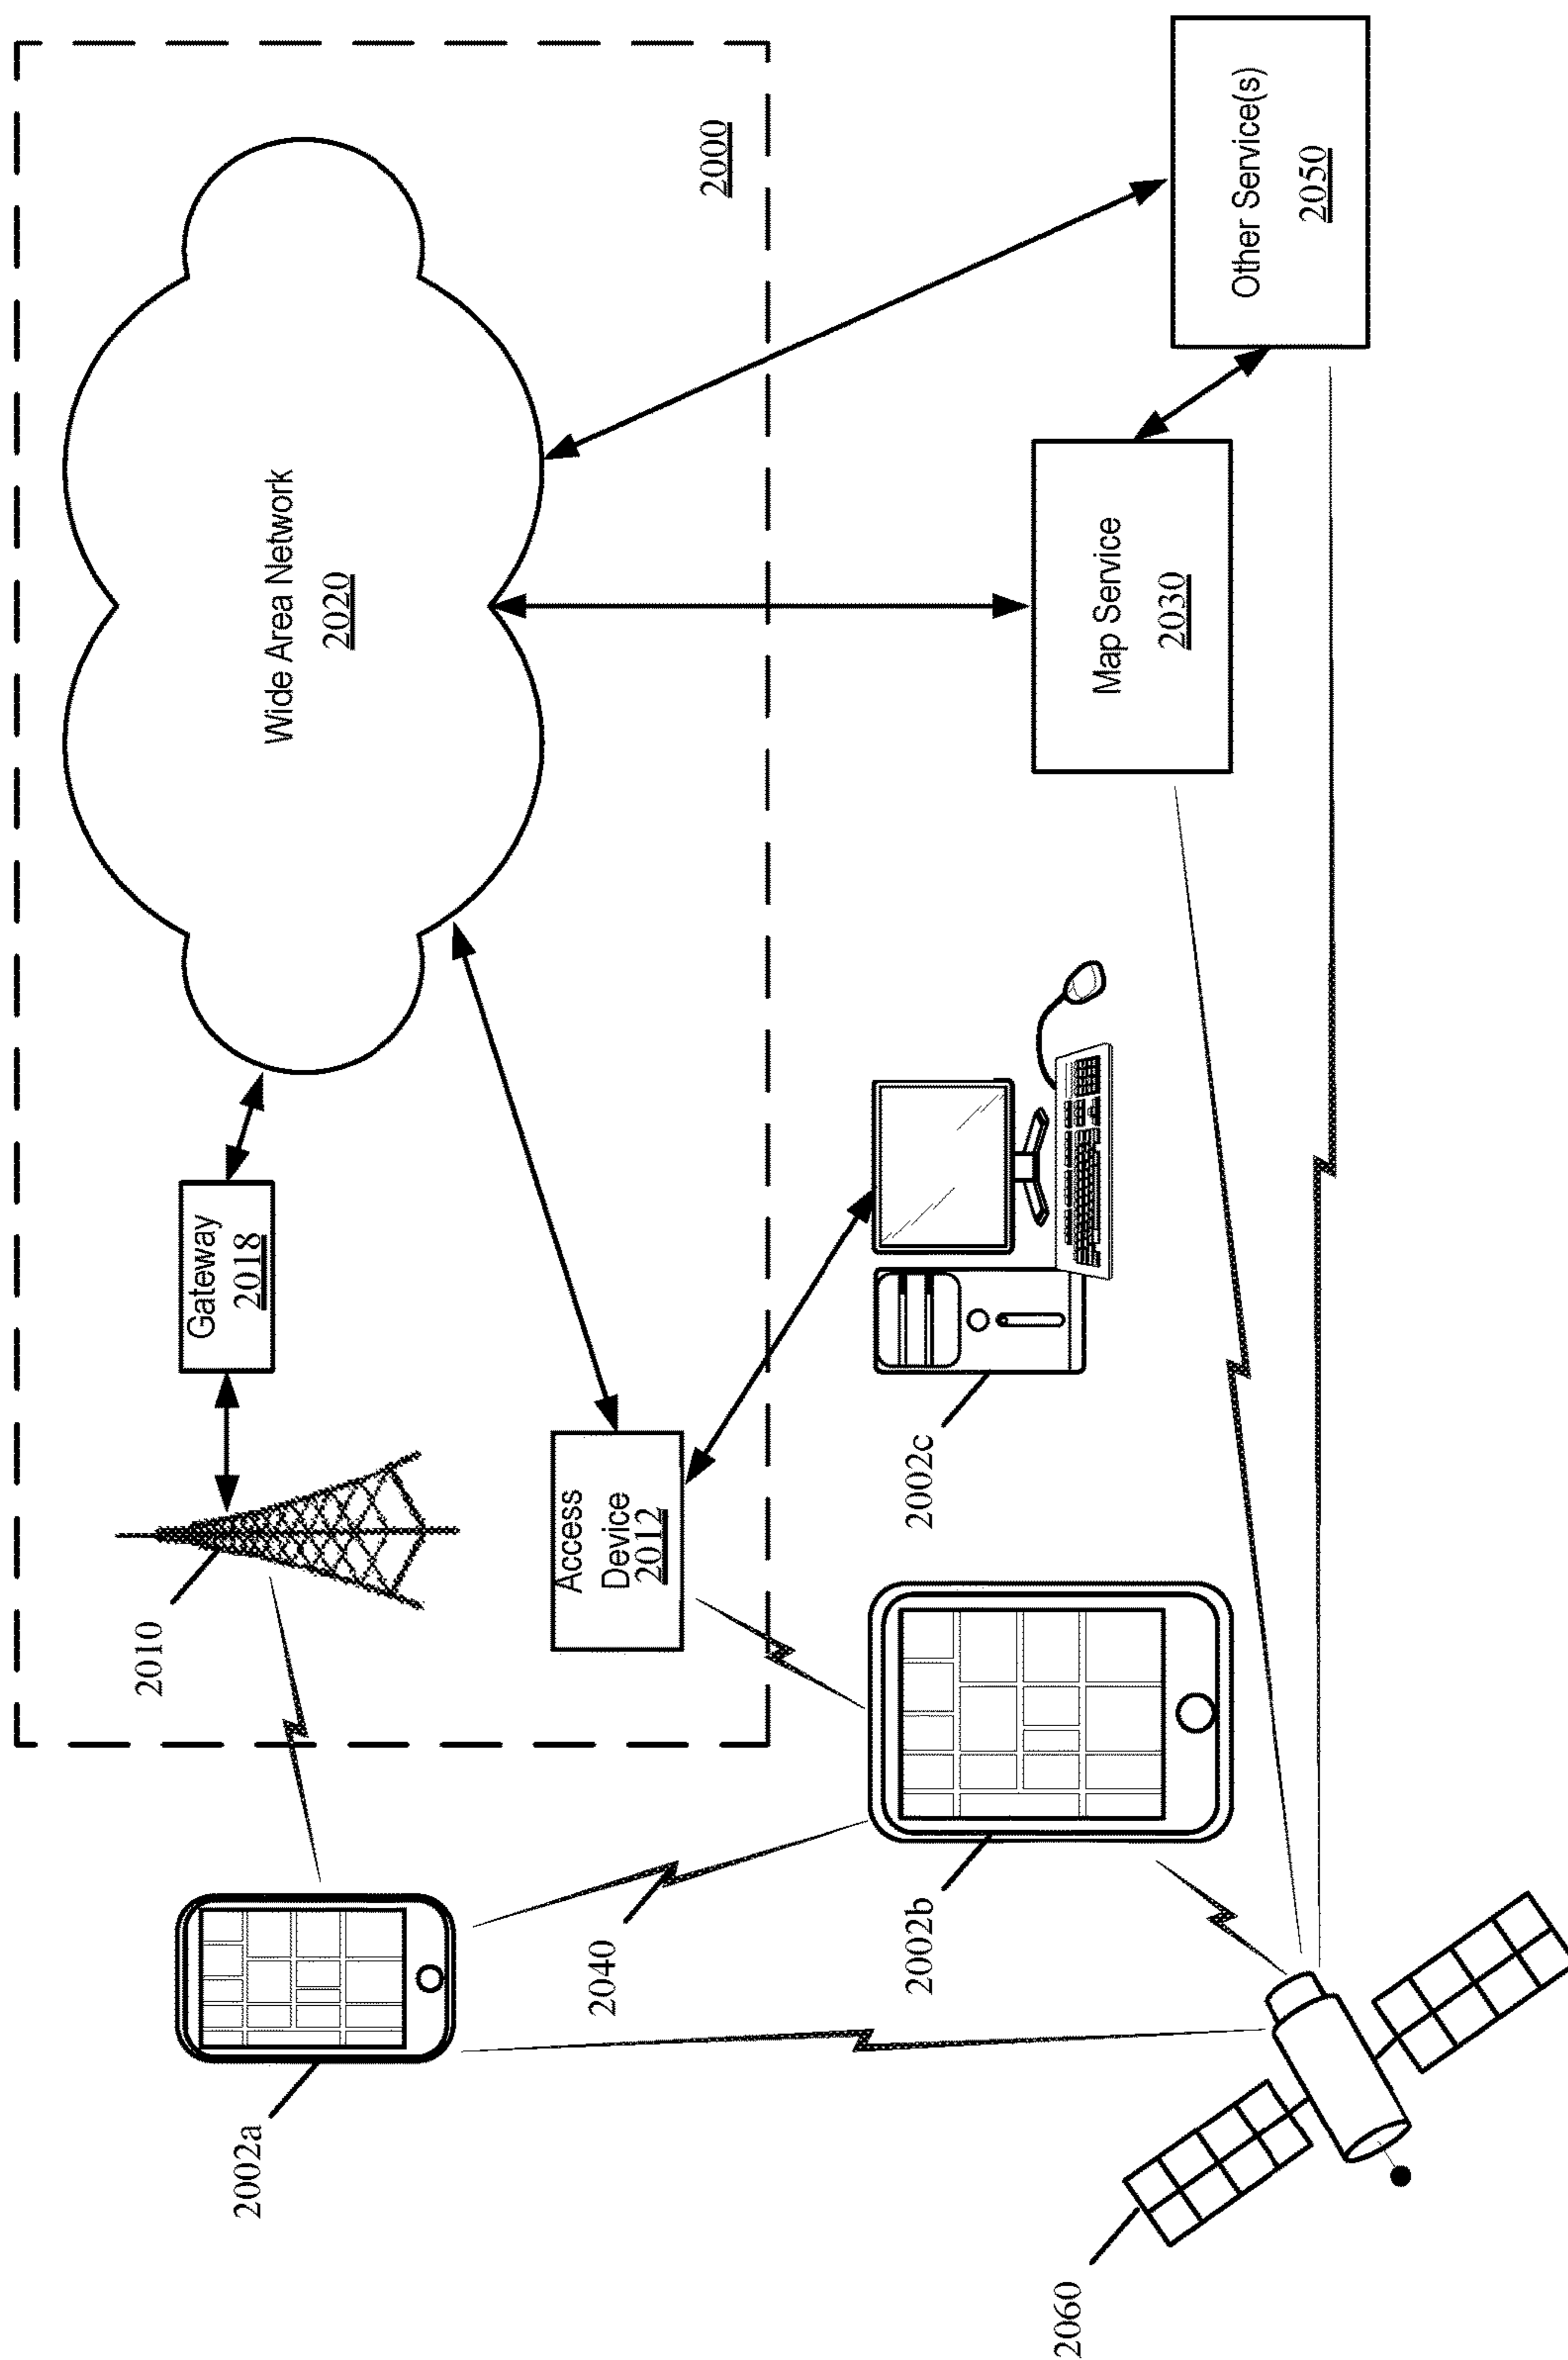 2002a
2010
Gateway
2018
Wide Area Network
2020
2000
2040
Access
Device
2012
2002b
2002c
2060
Map Service
2030
Other Service(s)
2050